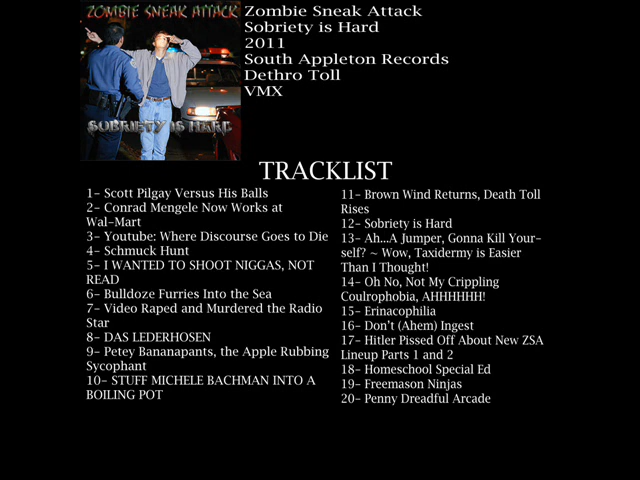 ZOMBIE SNEAK ATTACK
SOBRIETY IS HARD
Zombie Sneak Attack
Sobriety is Hard
2011
South Appleton Records
Dethro Toll
VMX
TRACKLIST
1- Scott Pilgay Versus His Balls
2- Conrad Mengele Now Works at
Wal-Mart
3- Youtube: Where Discourse Goes to Die
4- Schmuck Hunt
5- I WANTED TO SHOOT NIGGAS, NOT
READ
6- Bulldoze Furries Into the Sea
7- Video Raped and Murdered the Radio
Star
8- DAS LEDERHOSEN
9- Petey Bananapants, the Apple Rubbing
Sycophant
10- STUFF MICHELE BACHMAN INTO A
BOILING POT
11- Brown Wind Returns, Death Toll
Rises
12- Sobriety is Hard
13- Ah...A Jumper, Gonna Kill Your-
self? ~ Wow, Taxidermy is Easier
Than I Thought!
14- Oh No, Not My Crippling
Coulrophobia, AHHHHHH!
15- Erinacophilia
16- Don't (Ahem) Ingest
17- Hitler Pissed Off About New ZSA
Lineup Parts 1 and 2
18- Homeschool Special Ed
19- Freemason Ninjas
20- Penny Dreadful Arcade